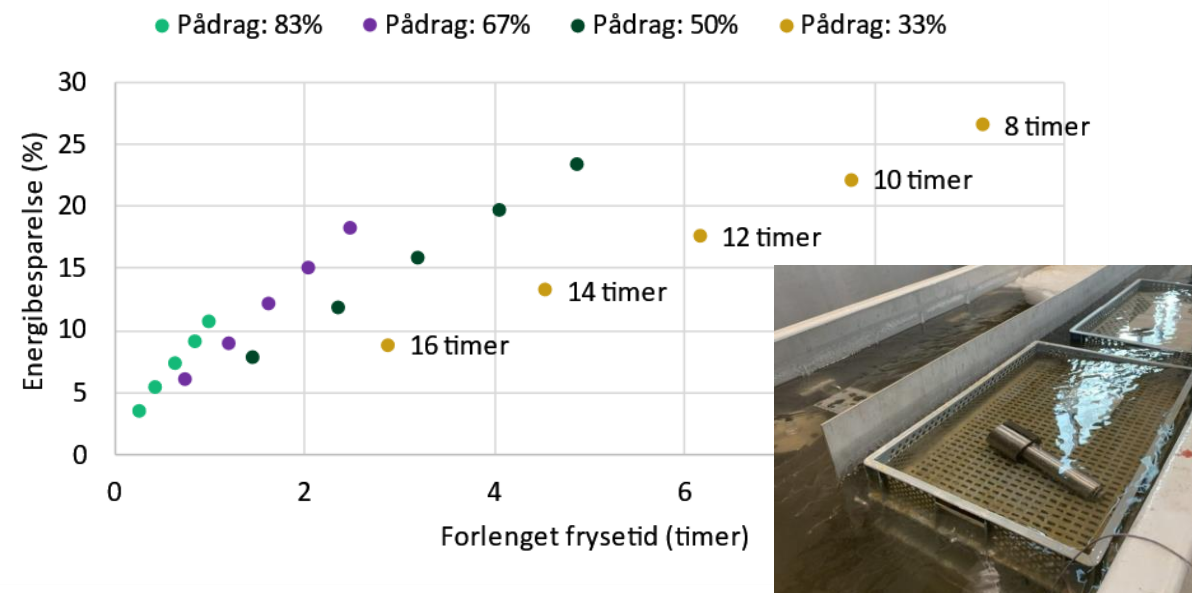 Pådrag: 83% Pådrag: 67% Pådrag: 50% Pådrag: 33%
Energibesparelse (%)
30
25
20
15
10
5
0
8 timer
10 timer
12 timer
14 timer
16 timer
0 2 4 6
Forlenget frysetid (timer)